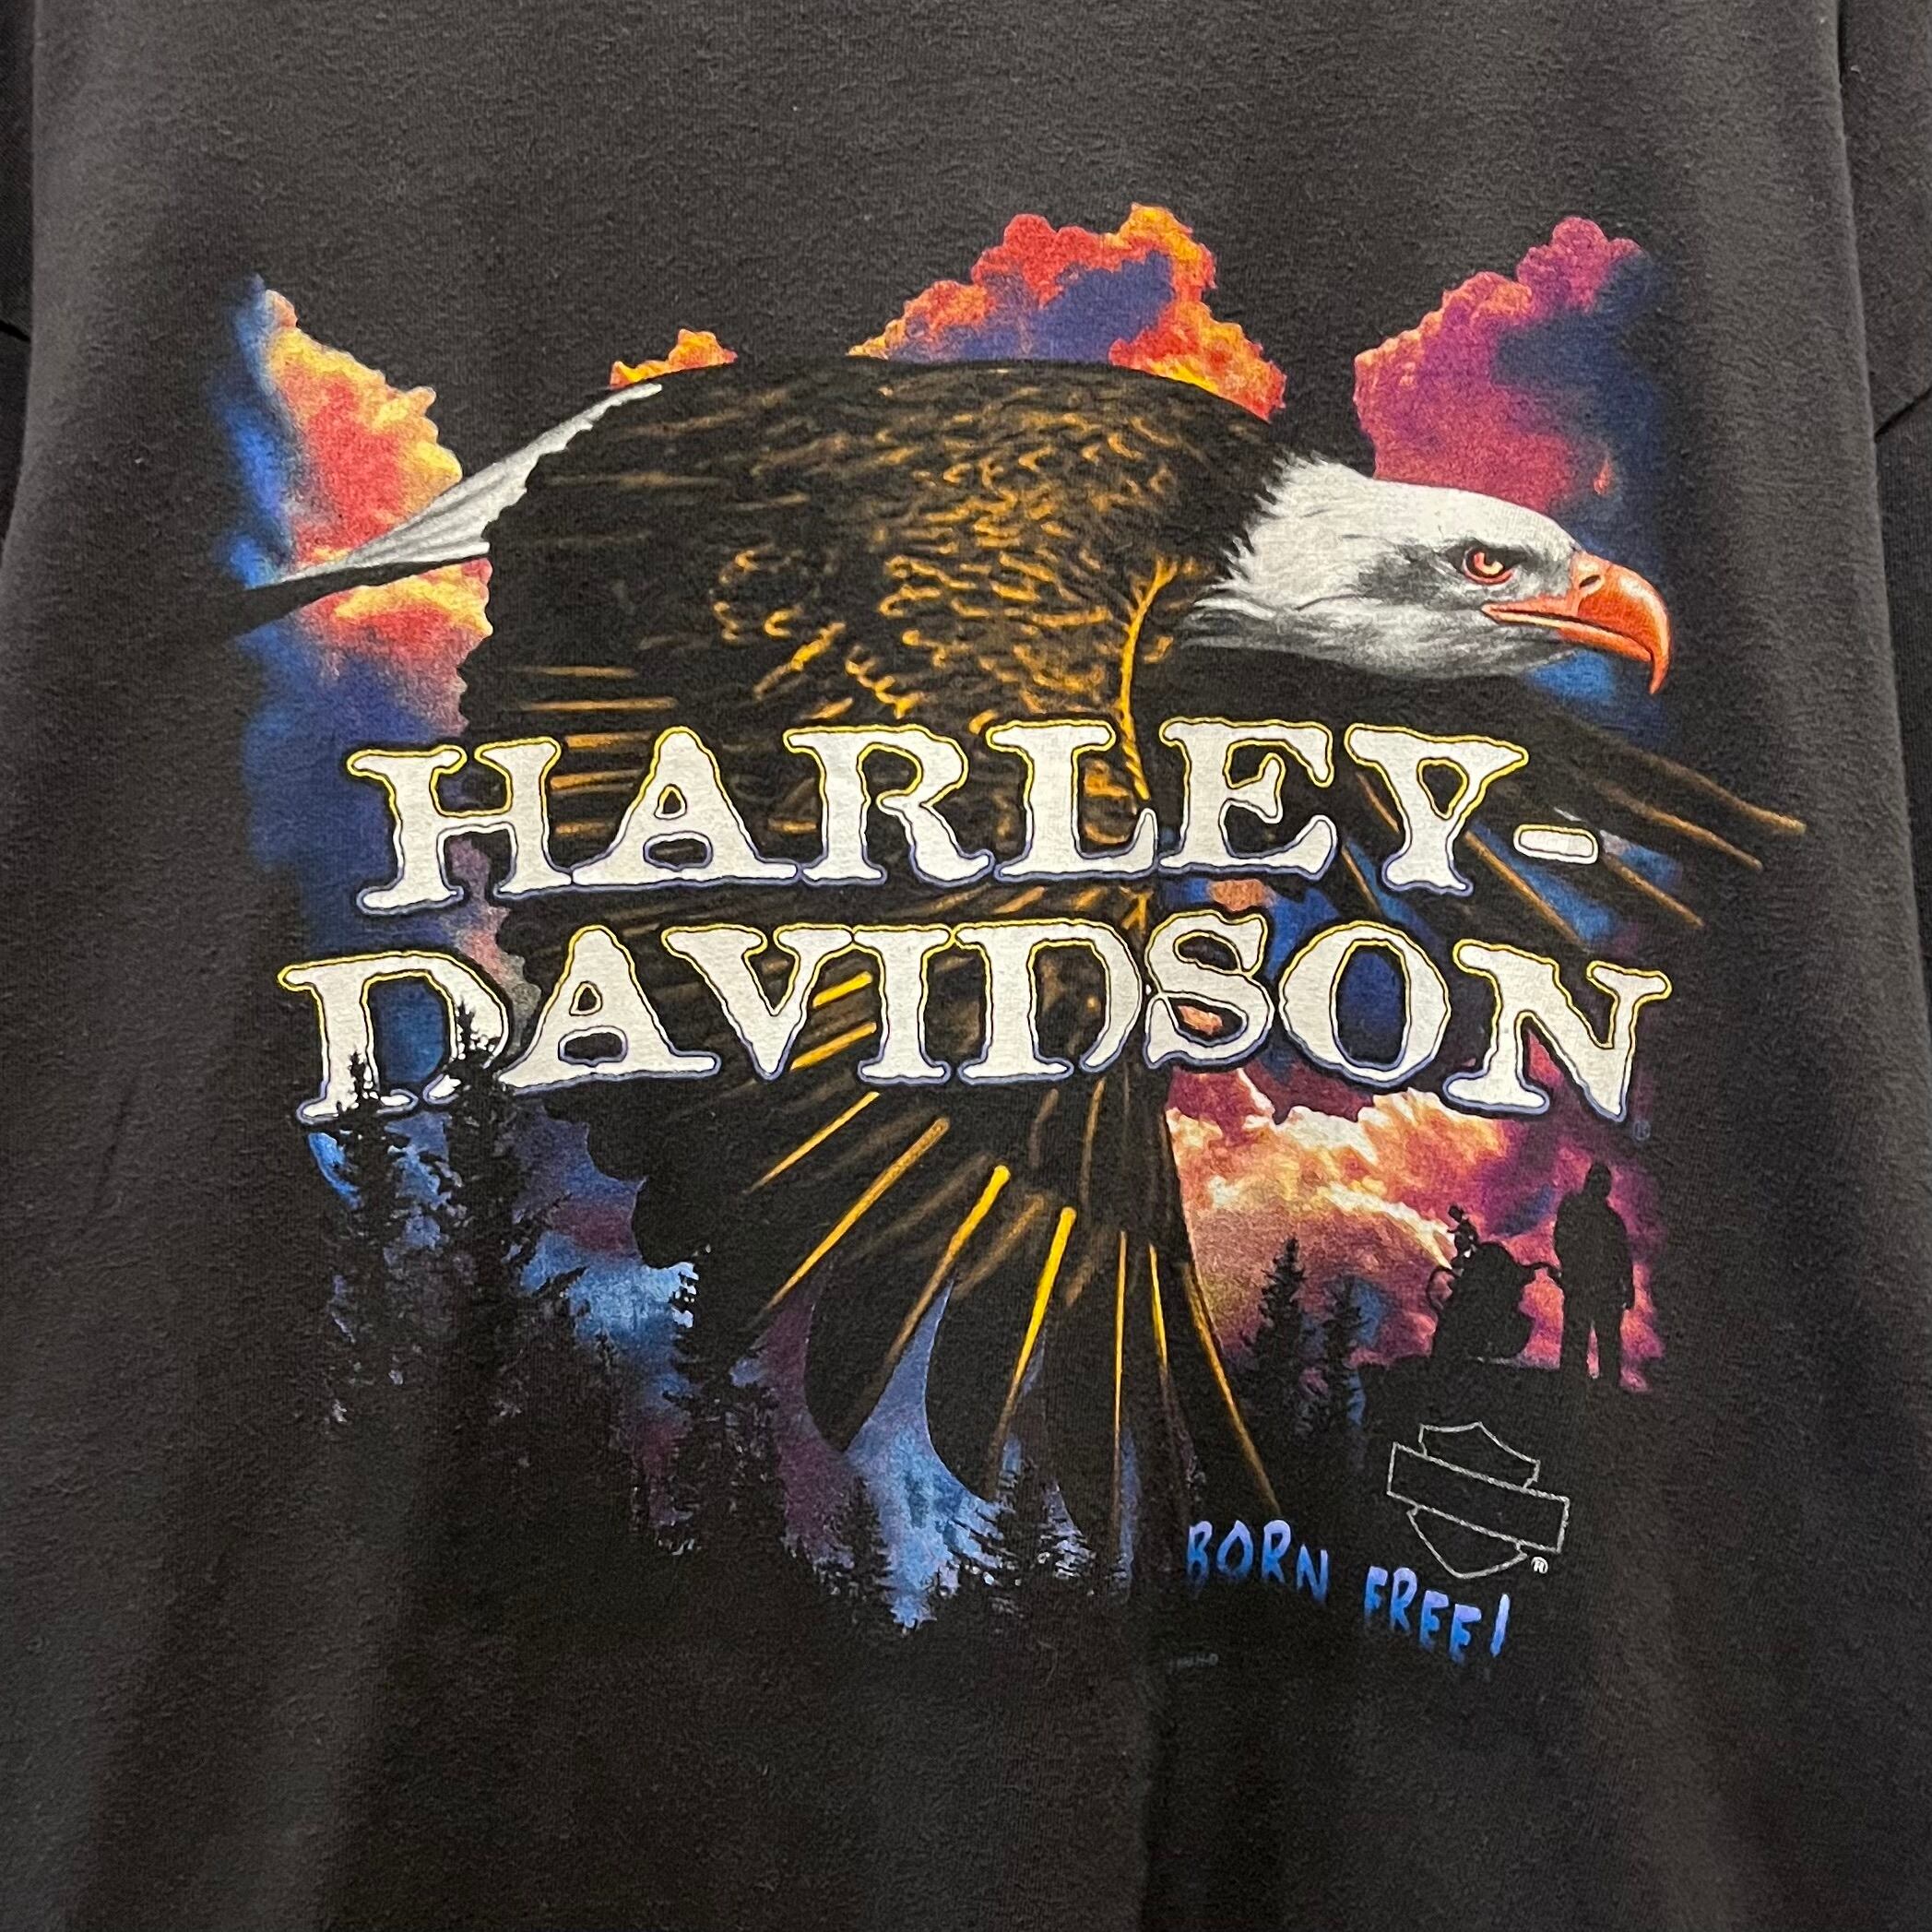 HARLEY-
DAVIDSON
®
BORN FREE!